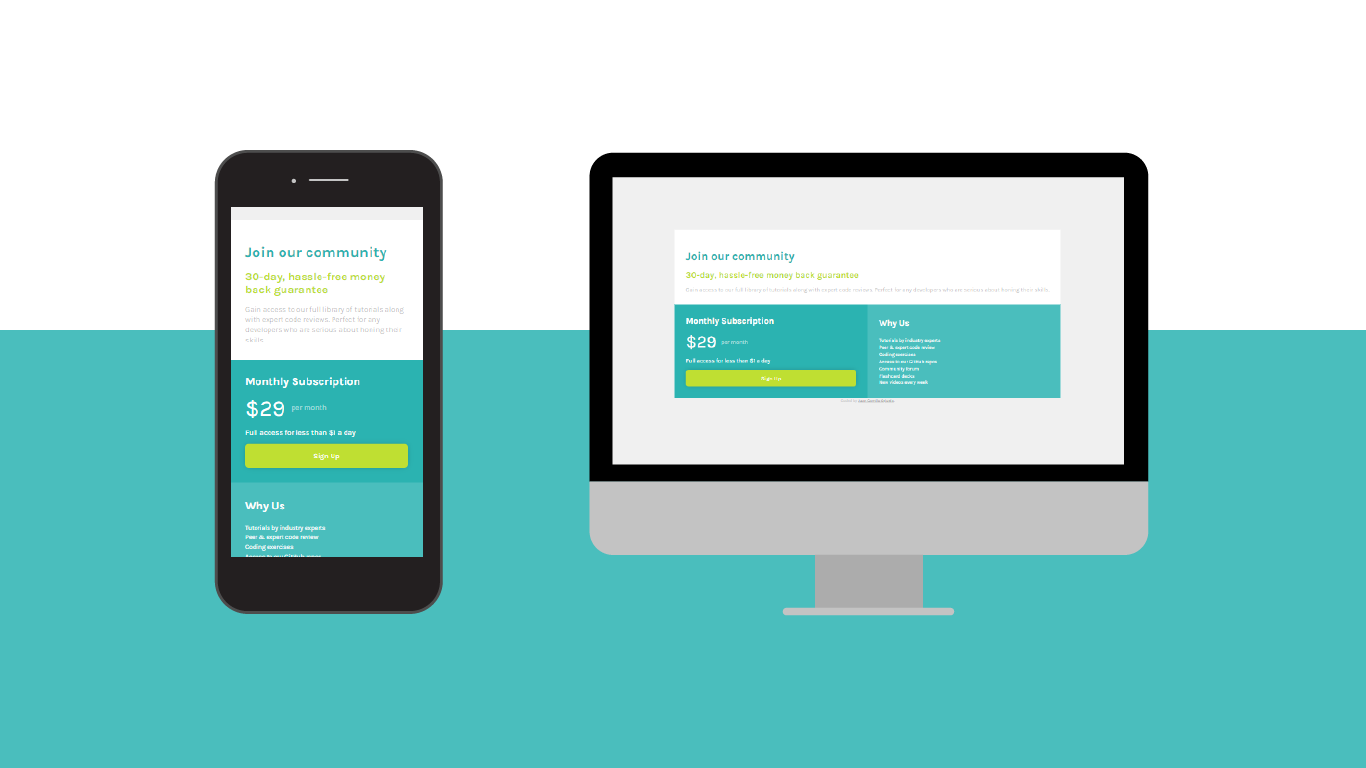 Join our community
30-day, hassle-free money
back guarantee
Gain access to our full library of tutorials along
with expert code reviews. Perfect for any
developers who are serious about honing their
skills.
Monthly Subscription
$29 per month
Full access for less than $1 a day
Sign Up
Why Us
Tutorials by industry experts
Peer & expert code review
Coding exercises
Access to our GitHub repos
Join our community
30-day, hassle-free money back guarantee
Gain access to our full library of tutorials along with expert code reviews. Perfect for any developers who are serious about honing their skills.
Monthly Subscription
$29 per month
Full access for less than $1 a day
Sign Up
Why Us
Tutorials by industry experts
Peer & expert code review
Coding exercises
Access to our GitHub repos
Community forum
Flashcard decks
New videos every week